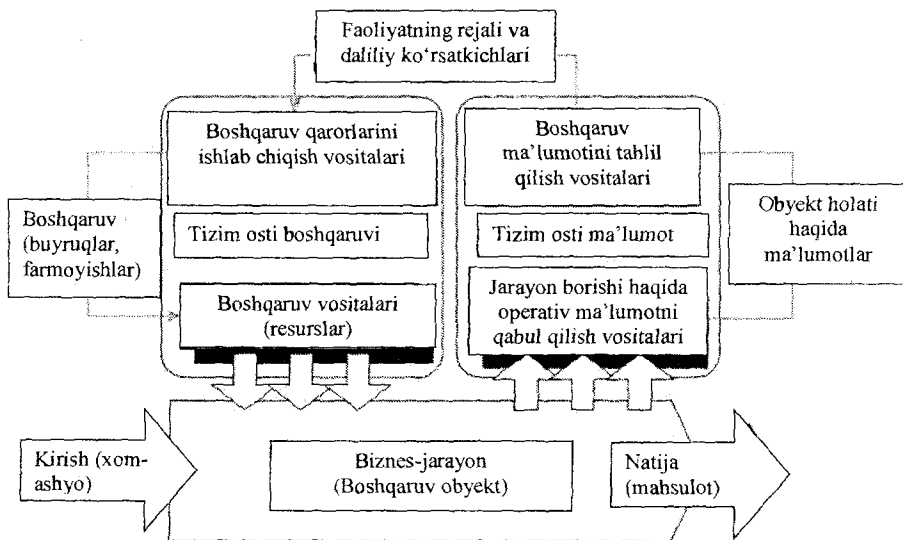 Faoliyatning rejali va
daliliy ko‘rsatkichlari
Boshqaruv qarorlarini
ishlab chiqish vositalari
Boshqaruv
ma’lumotini tahlil
qilish vositalari
Boshqaruv
(buyruqlar,
farmoyishlar)
Tizim osti boshqaruvi
Tizim osti ma’lumot
Obyekt holati
haqida
ma’lumotlar
Boshqaruv vositalari
(resurslar)
Jarayon borishi haqida
operativ ma’lumotni
qabul qilish vositalari
Kirish (xom-
ashyo)
Biznes-jarayon
(Boshqaruv obyekt)
Natija
(mahsulot)